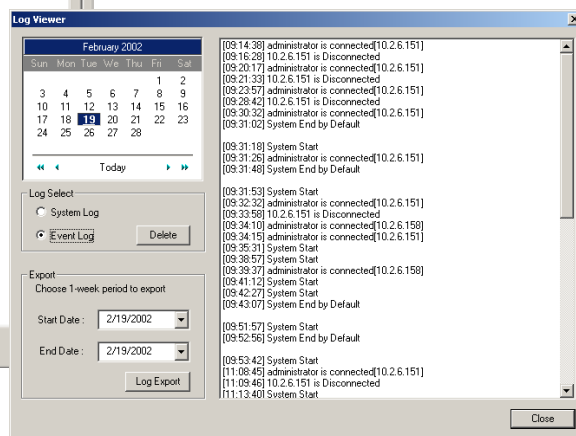 Log Viewer
February 2002
Sun Mon Tue We Thu Fri Sat
1 2
3 4 5 6 7 8 9
10 11 12 13 14 15 16
17 18 19 20 21 22 23
24 25 26 27 28
Today
Log Select
System Log
Event Log
Delete
Export
Choose 1-week period to export
Start Date : 2/19/2002
End Date : 2/19/2002
Log Export
[09:14:38] administrator is connected[10.2.6.151]
[09:16:28] 10.2.6.151 is Disconnected
[09:20:17] administrator is connected[10.2.6.151]
[09:21:33] 10.2.6.151 is Disconnected
[09:23:57] administrator is connected[10.2.6.151]
[09:28:42] 10.2.6.151 is Disconnected
[09:30:32] administrator is connected[10.2.6.151]
[09:31:02] System End by Default
[09:31:18] System Start
[09:31:26] administrator is connected[10.2.6.151]
[09:31:48] System End by Default
[09:31:53] System Start
[09:32:32] administrator is connected[10.2.6.151]
[09:33:58] 10.2.6.151 is Disconnected
[09:34:10] administrator is connected[10.2.6.158]
[09:34:15] administrator is connected[10.2.6.151]
[09:35:31] System Start
[09:38:57] System Start
[09:39:37] administrator is connected[10.2.6.158]
[09:41:12] System Start
[09:42:27] System Start
[09:43:07] System End by Default
[09:51:57] System Start
[09:52:56] System End by Default
[09:53:42] System Start
[11:08:45] administrator is connected[10.2.6.151]
[11:09:46] 10.2.6.151 is Disconnected
[11:13:40] System Start
Close